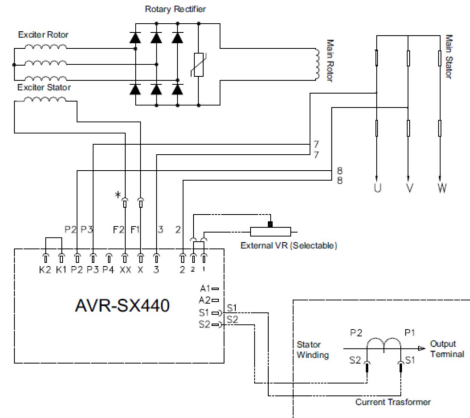 Rotary Rectifier
Exciter Rotor
Exciter Stator
Main Rotor
Main Stator
7
7
8
8
U V W
*
P2 P3 F2 F1 3 2
External VR (Selectable)
K2 K1 P2 P3 P4 XX X 3 2 2 1
A1
A2
S1 S1
S2 S2
AVR-SX440
P2 P1
Stator Winding
Output Terminal
S2 S1
Current Trasformer